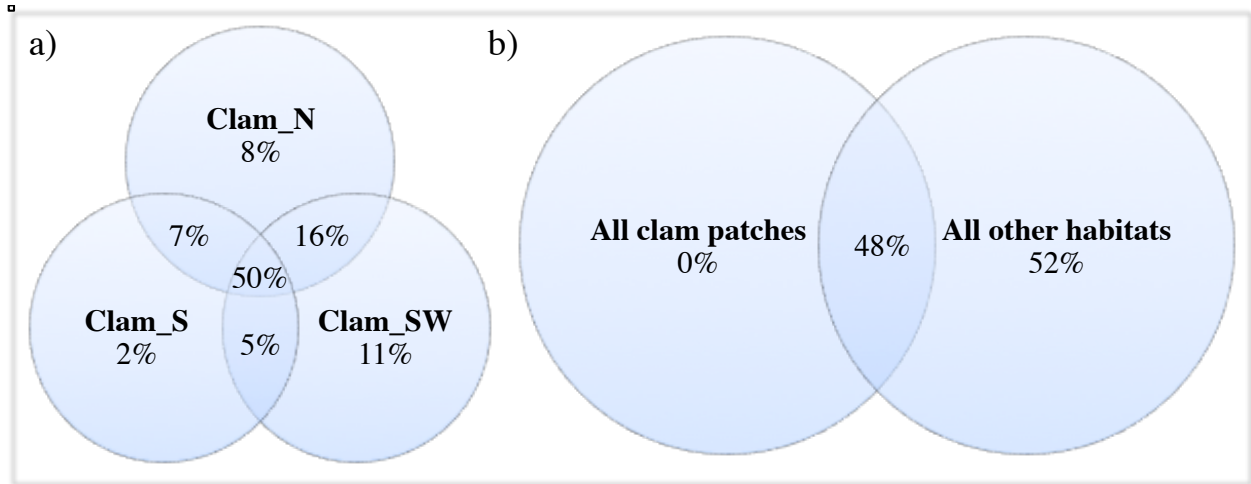 a)
Clam_N
8%
7%
16%
50%
Clam_S
2%
5%
Clam_SW
11%
b)
All clam patches
0%
48%
All other habitats
52%